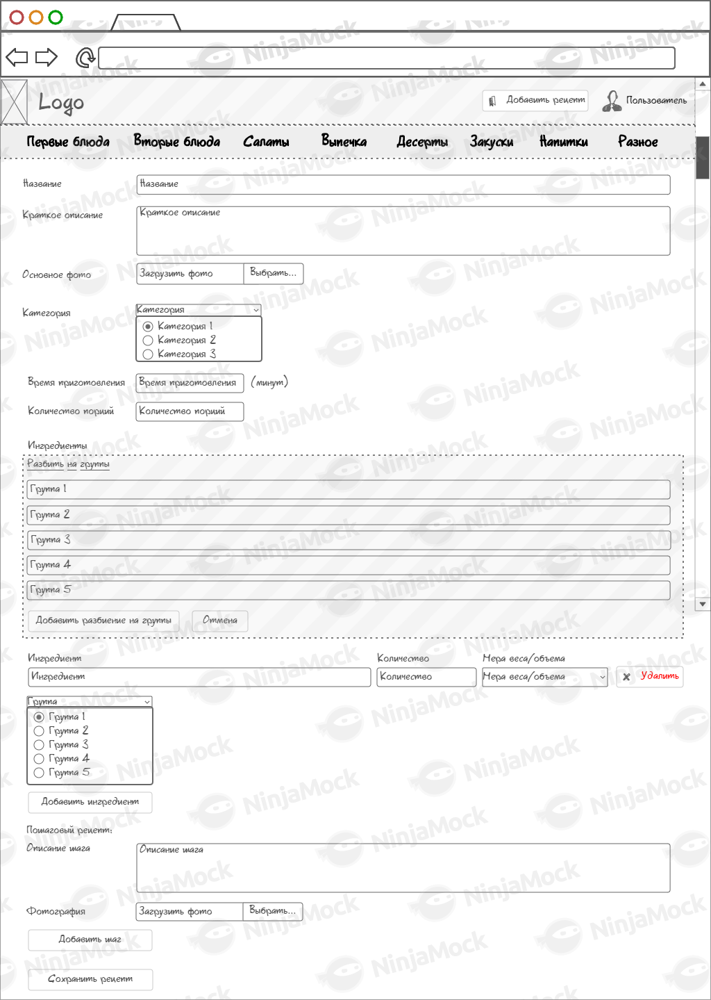 Logo
Добавить рецепт
Пользователь
Первые блюда Вторые блюда Салаты Выпечка Десерты Закуски Напитки Разное
Название Название
Краткое описание Краткое описание
Основное фото Загрузить фото Выбрать...
Категория Категория
Категория 1
Категория 2
Категория 3
Время приготовления Время приготовления (минут)
Количество порций Количество порций
Ингредиенты
Разбить на группы
Группа 1
Группа 2
Группа 3
Группа 4
Группа 5
Добавить разбиение на группы Отмена
Ингредиент Количество Мера веса/объема
Ингредиент Количество Мера веса/объема Удалить
Группа
Группа 1
Группа 2
Группа 3
Группа 4
Группа 5
Добавить ингредиент
Пошаговый рецепт:
Описание шага Описание шага
Фотография Загрузить фото Выбрать...
Добавить шаг
Сохранить рецепт
NinjaMock